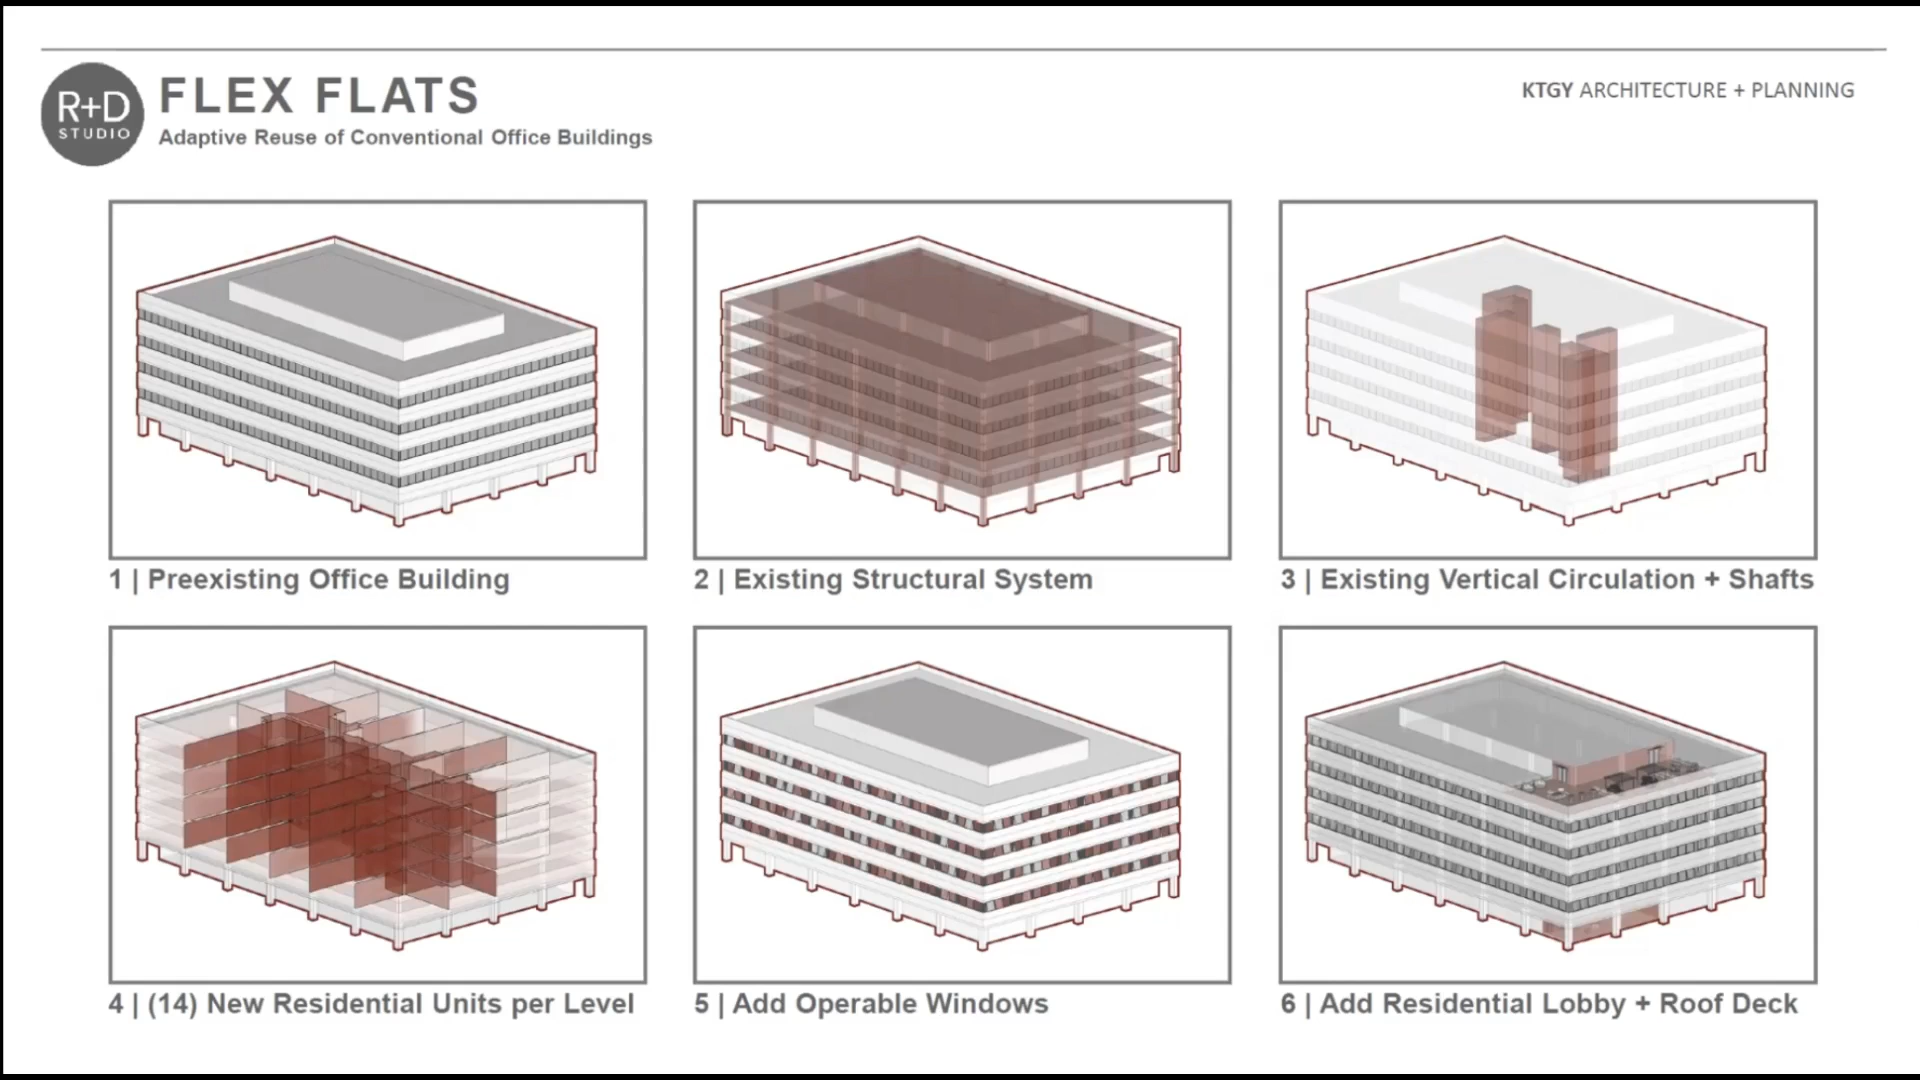 R+D
STUDIO
FLEX FLATS
Adaptive Reuse of Conventional Office Buildings
KTGY ARCHITECTURE + PLANNING
1 | Preexisting Office Building
2 | Existing Structural System
3 | Existing Vertical Circulation + Shafts
4 | (14) New Residential Units per Level
5 | Add Operable Windows
6 | Add Residential Lobby + Roof Deck